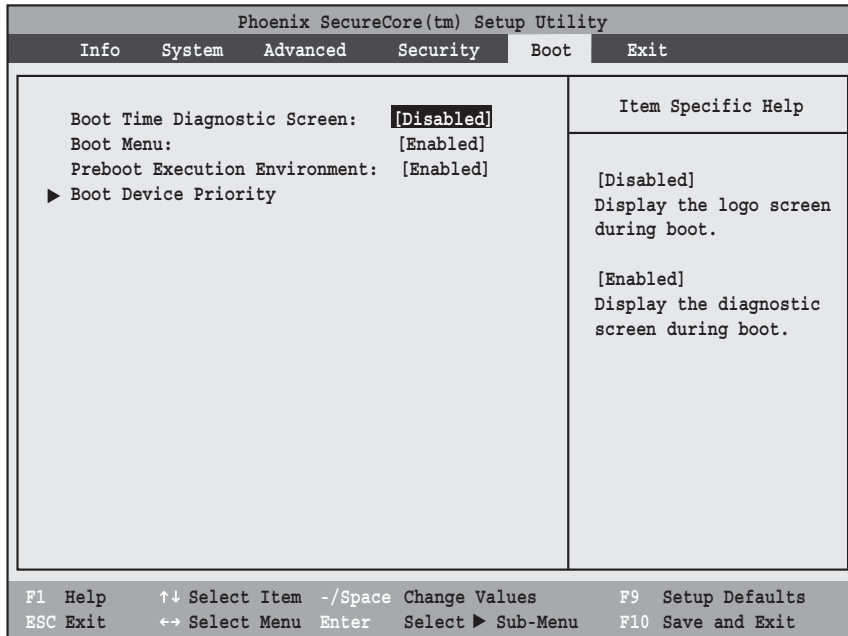 Phoenix SecureCore(tm) Setup Utility
Info System Advanced Security Boot Exit
Boot Time Diagnostic Screen: [Disabled]
Boot Menu: [Enabled]
Preboot Execution Environment: [Enabled]
▶ Boot Device Priority
Item Specific Help
[Disabled]
Display the logo screen
during boot.
[Enabled]
Display the diagnostic
screen during boot.
F1 Help ↑↓ Select Item -/Space Change Values F9 Setup Defaults
ESC Exit ←→ Select Menu Enter Select ▶ Sub-Menu F10 Save and Exit